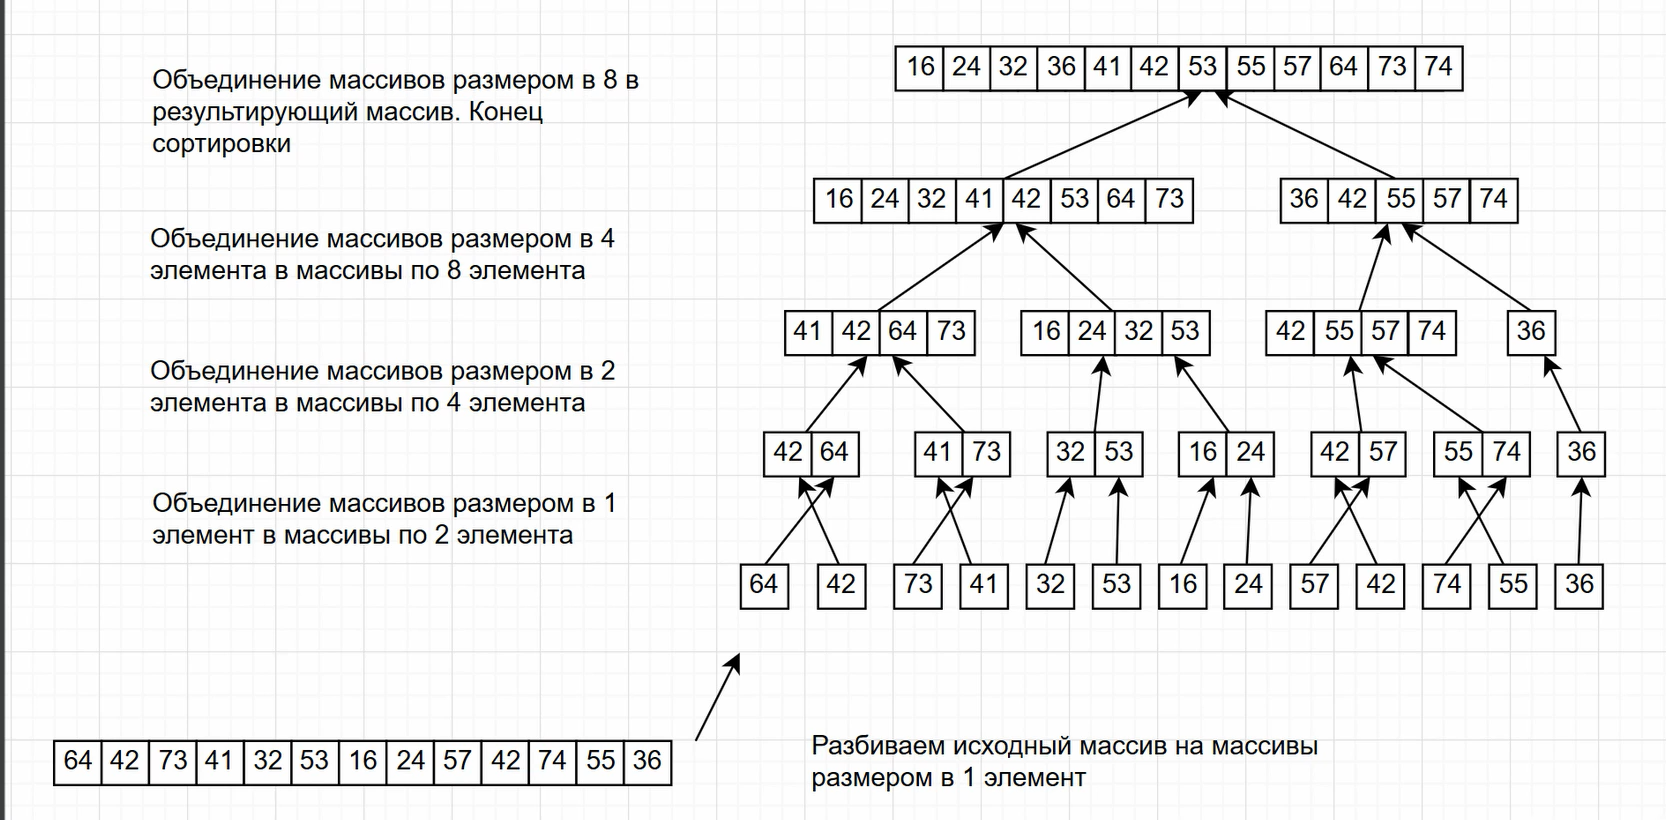 16 24 32 36 41 42 53 55 57 64 73 74
Объединение массивов размером в 8 в
результирующий массив. Конец
сортировки
16 24 32 41 42 53 64 73
36 42 55 57 74
Объединение массивов размером в 4
элемента в массивы по 8 элемента
41 42 64 73
16 24 32 53
42 55 57 74
36
Объединение массивов размером в 2
элемента в массивы по 4 элемента
42 64
41 73
32 53
16 24
42 57
55 74
36
Объединение массивов размером в 1
элемент в массивы по 2 элемента
64
42
73
41
32
53
16
24
57
42
74
55
36
64 42 73 41 32 53 16 24 57 42 74 55 36
Разбиваем исходный массив на массивы
размером в 1 элемент